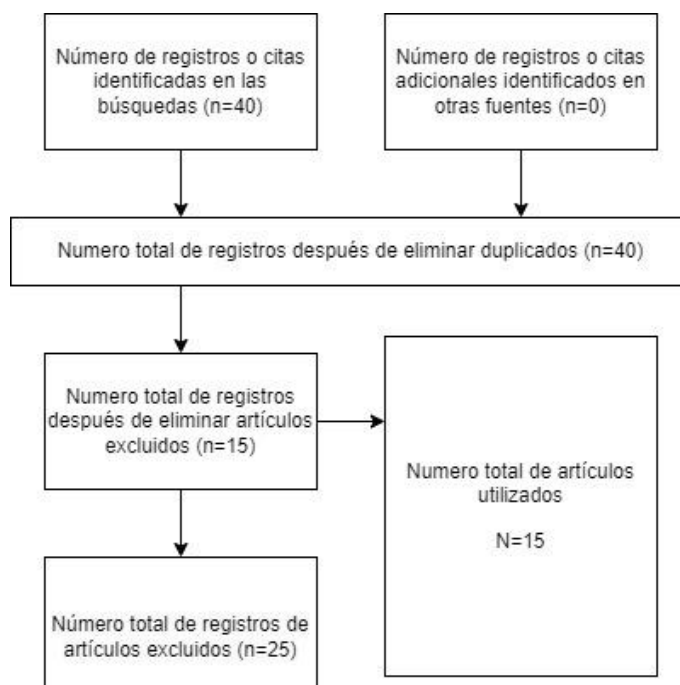 Número de registros o citas
identificadas en las
búsquedas (n=40)
Número de registros o citas
adicionales identificados en
otras fuentes (n=0)
Numero total de registros después de eliminar duplicados (n=40)
Numero total de registros
después de eliminar artículos
excluidos (n=15)
Numero total de artículos
utilizados
N=15
Número total de registros de
artículos excluidos (n=25)